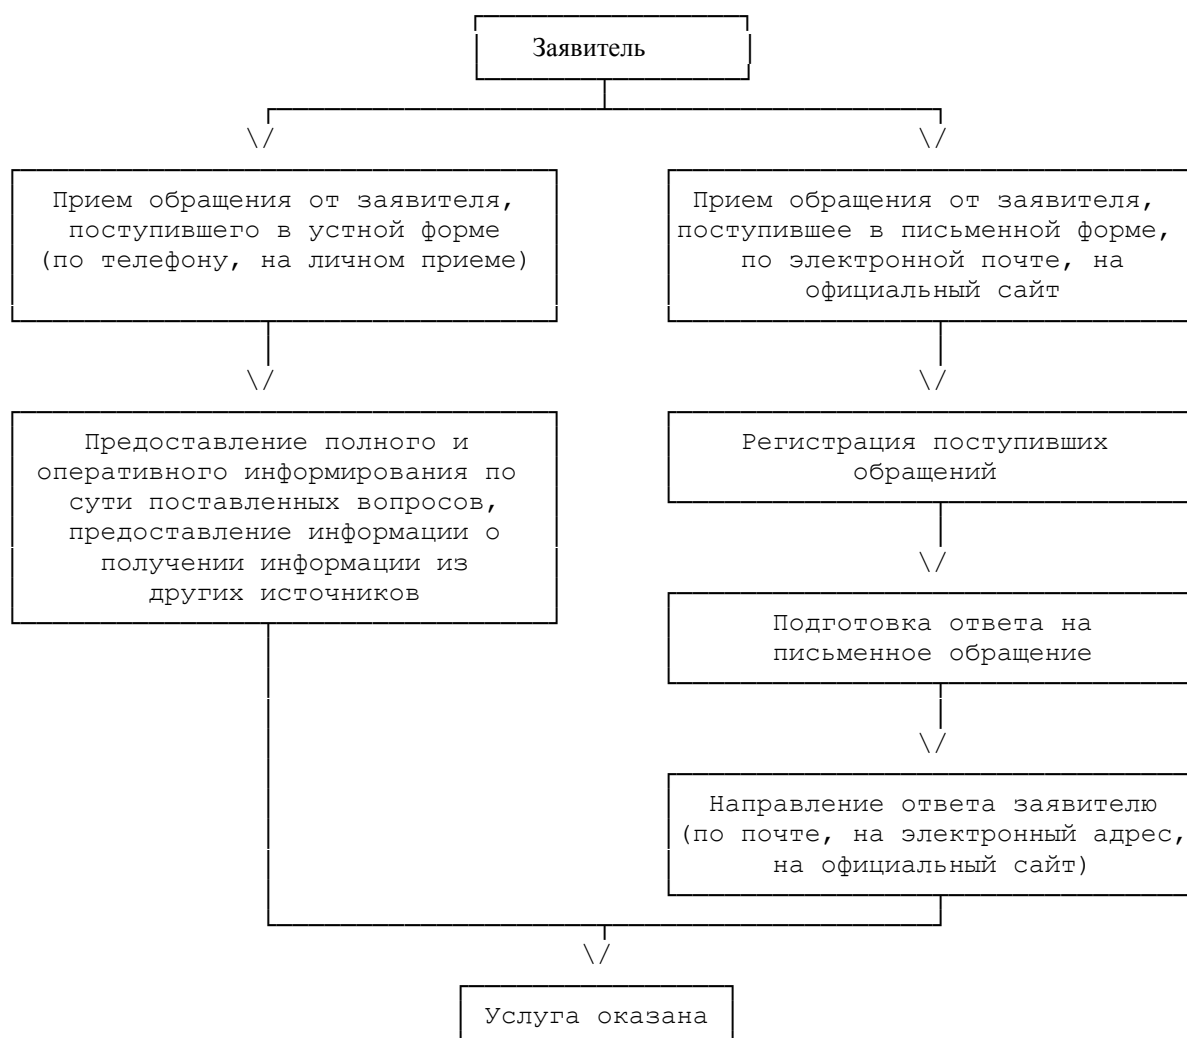 Заявитель
Прием обращения от заявителя,
поступившего в устной форме
(по телефону, на личном приеме)
Прием обращения от заявителя,
поступившее в письменной форме,
по электронной почте, на
официальный сайт
Предоставление полного и
оперативного информирования по
сути поставленных вопросов,
предоставление информации о
получении информации из
других источников
Регистрация поступивших
обращений
Подготовка ответа на
письменное обращение
Направление ответа заявителю
(по почте, на электронный адрес,
на официальный сайт)
Услуга оказана